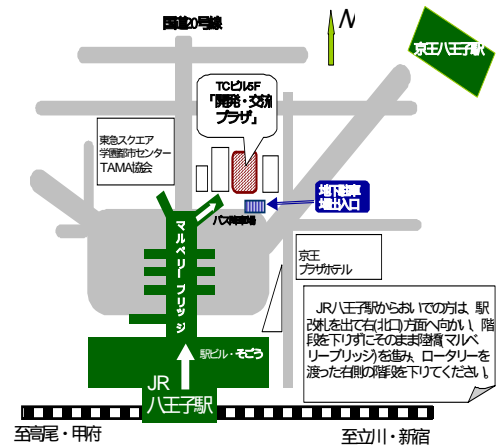 国道20号線
N
京王八王子駅
TCビル5F
「開発・交流
プラザ」
東急スクエア
学園都市センター
TAMA協会
地下駐車
場出入口
バス降車場
マルベリーブリッジ
京王
プラザホテル
JR八王子駅からおいでの方は、駅
改札を出て右(北口)方面へ向かい、階
段を下りずにそのまま陸橋(マルベ
リーブリッジ)を進み、ロータリーを
渡った右側の階段を下りてください。
駅ビル・そごう
JR
八王子駅
至高尾・甲府
至立川・新宿